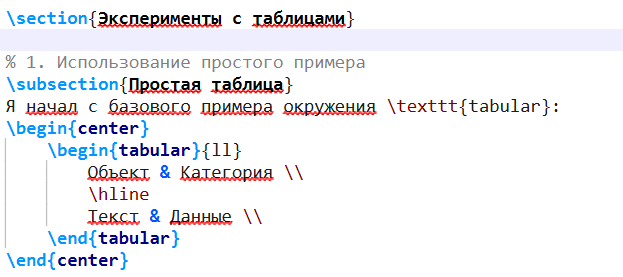 \section{Эксперименты с таблицами}
% 1. Использование простого примера
\subsection{Простая таблица}
Я начал с базового примера окружения \texttt{tabular}:
\begin{center}
\begin{tabular}{ll}
Объект & Категория \\
\hline
Текст & Данные \\
\end{tabular}
\end{center}